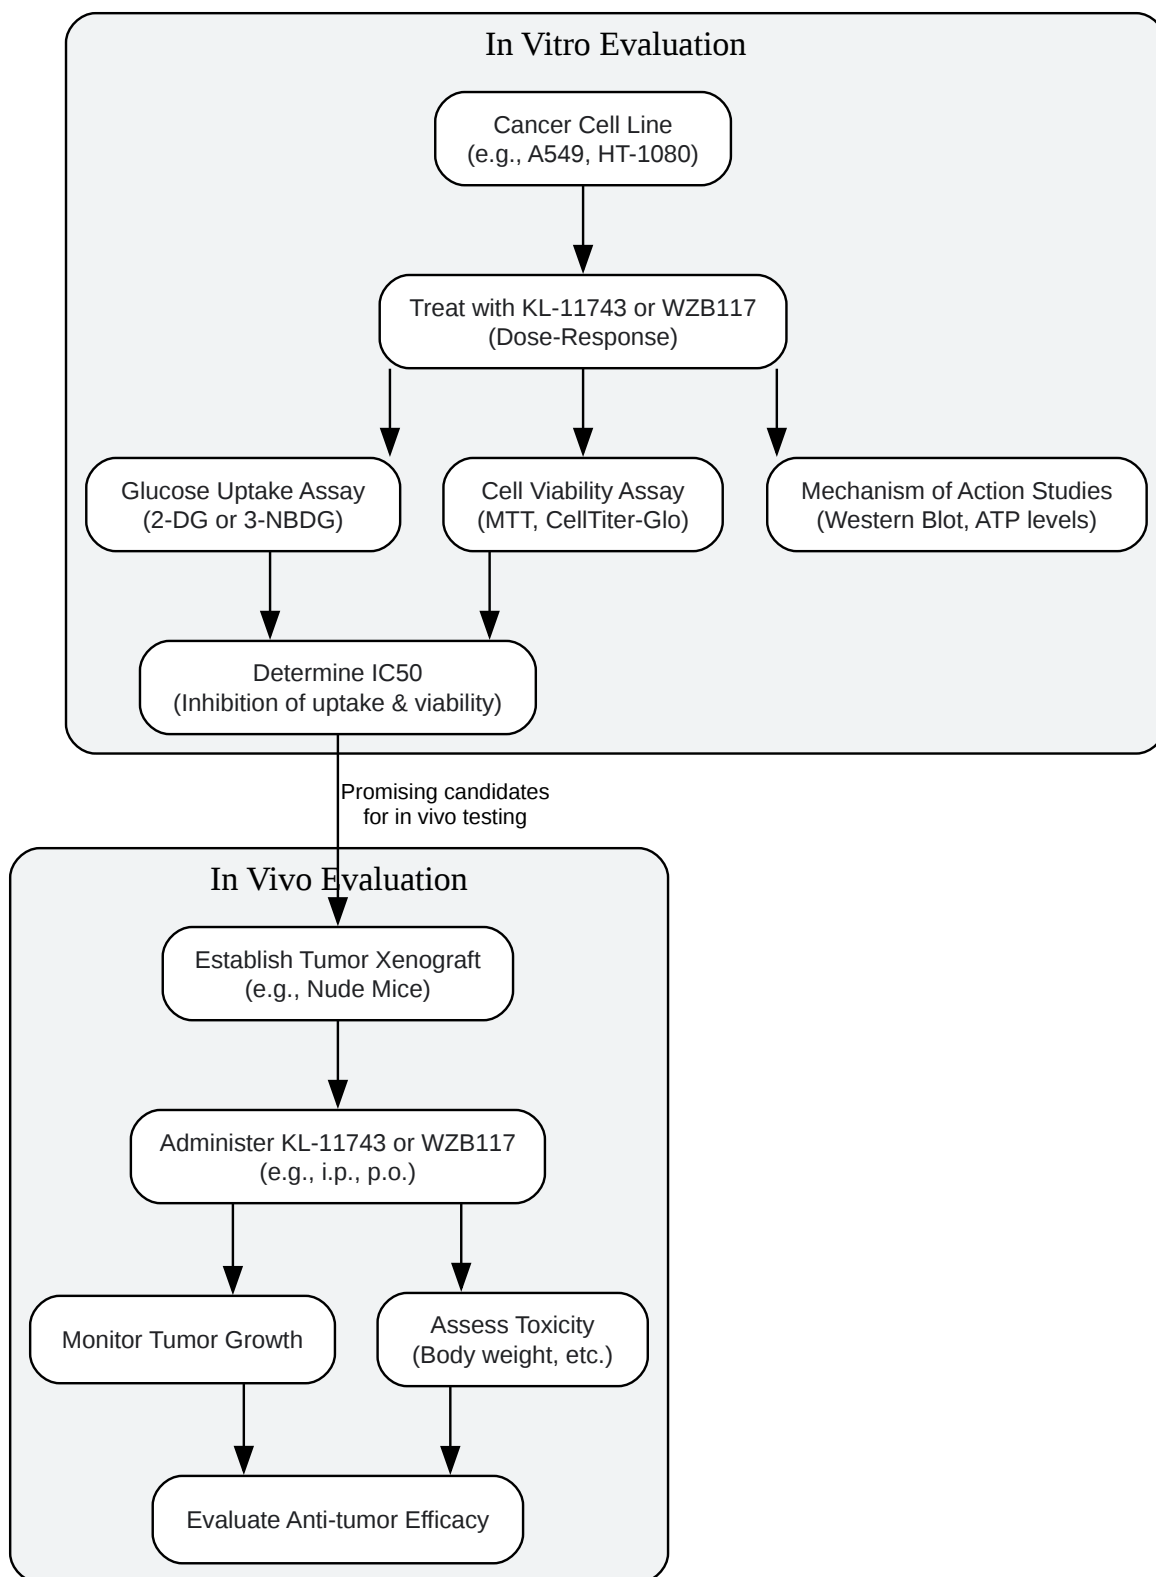 In Vitro Evaluation
Cancer Cell Line
(e.g., A549, HT-1080)
Treat with KL-11743 or WZB117
(Dose-Response)
Glucose Uptake Assay
(2-DG or 3-NBDG)
Cell Viability Assay
(MTT, CellTiter-Glo)
Mechanism of Action Studies
(Western Blot, ATP levels)
Determine IC50
(Inhibition of uptake & viability)
Promising candidates
for in vivo testing
In Vivo Evaluation
Establish Tumor Xenograft
(e.g., Nude Mice)
Administer KL-11743 or WZB117
(e.g., i.p., p.o.)
Monitor Tumor Growth
Assess Toxicity
(Body weight, etc.)
Evaluate Anti-tumor Efficacy